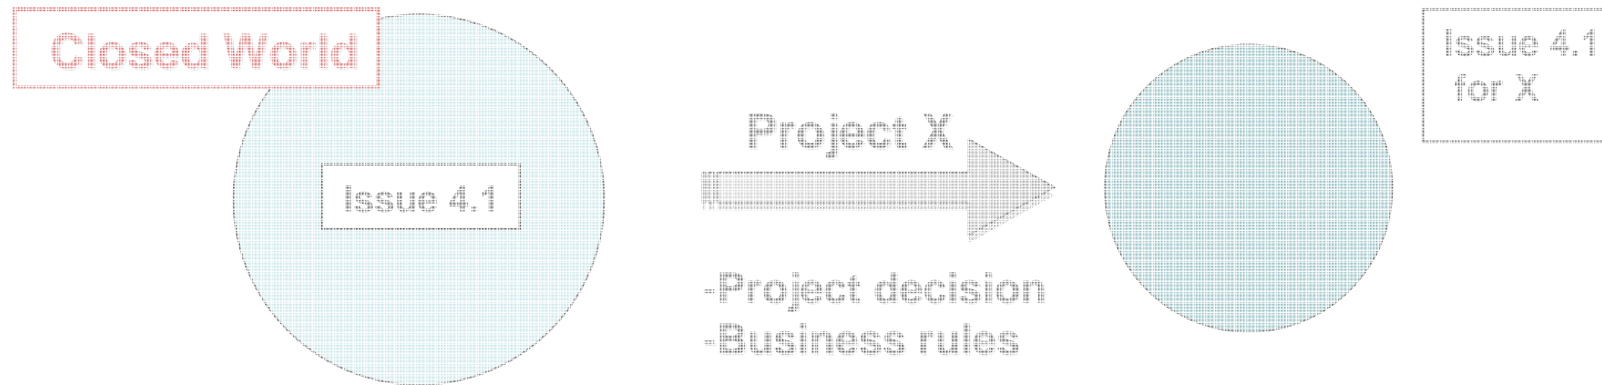 Closed World
Issue 4.1
Project X
-Project decision
-Business rules
Issue 4.1
for X